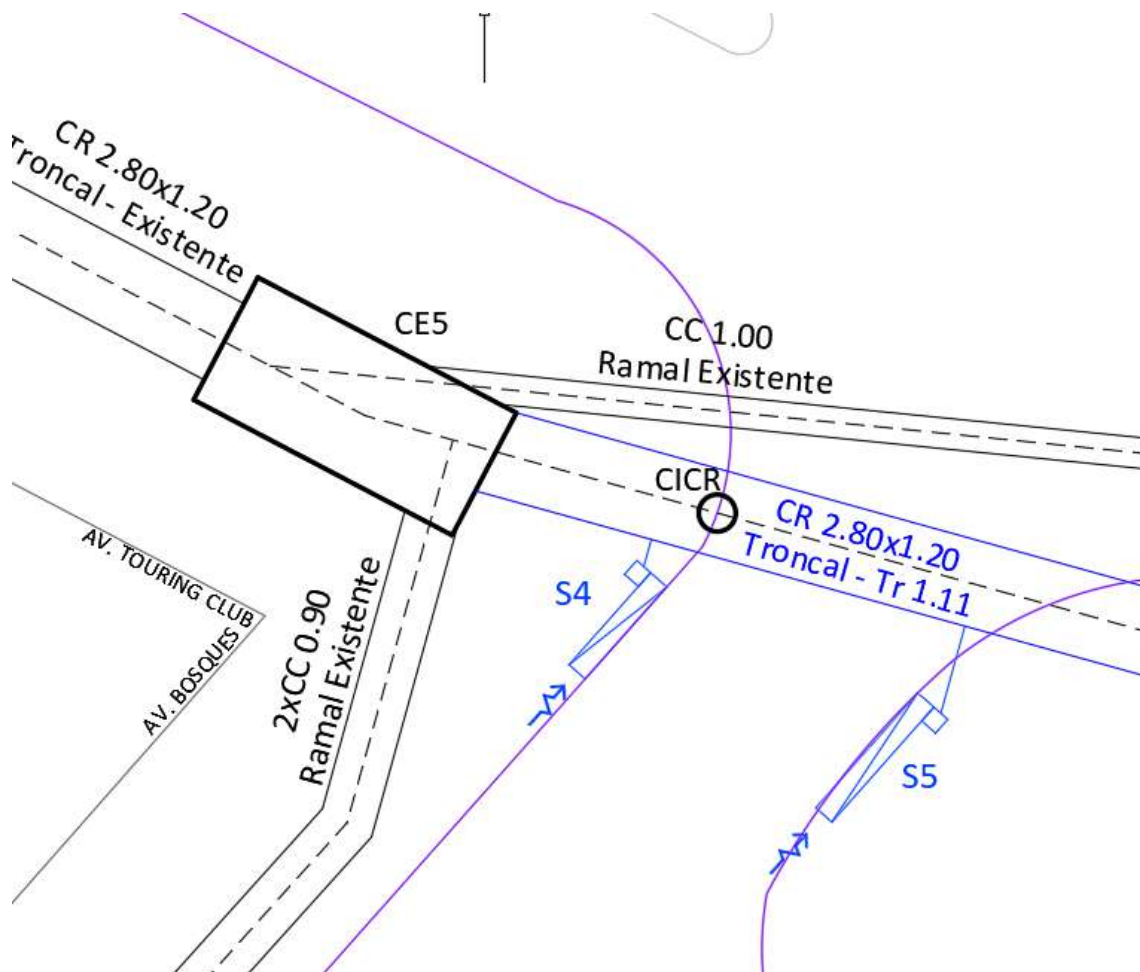 CR 2.80x1.20
Troncal - Existente
CE5
CC 1.00
Ramal Existente
CICR
CR 2.80x1.20
Troncal - Tr 1.11
S4
AV. TOURING CLUB
AV. BOSQUES
2xCC 0.90
Ramal Existente
S5